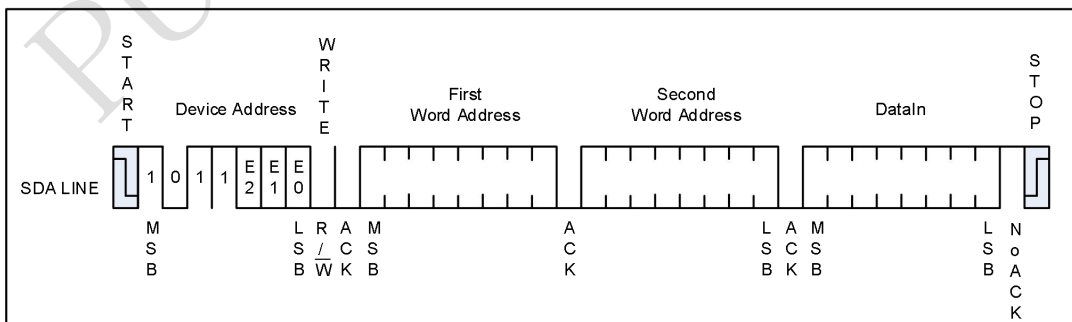 START
WRITE
STOP
Device Address
First
Word Address
Second
Word Address
DataIn
SDA LINE
1 0 1 1 E2 E1 E0
MSB
LSB
R/W
ACK
MSB
ACK
LSB
ACK
MSB
LSB
NoACK